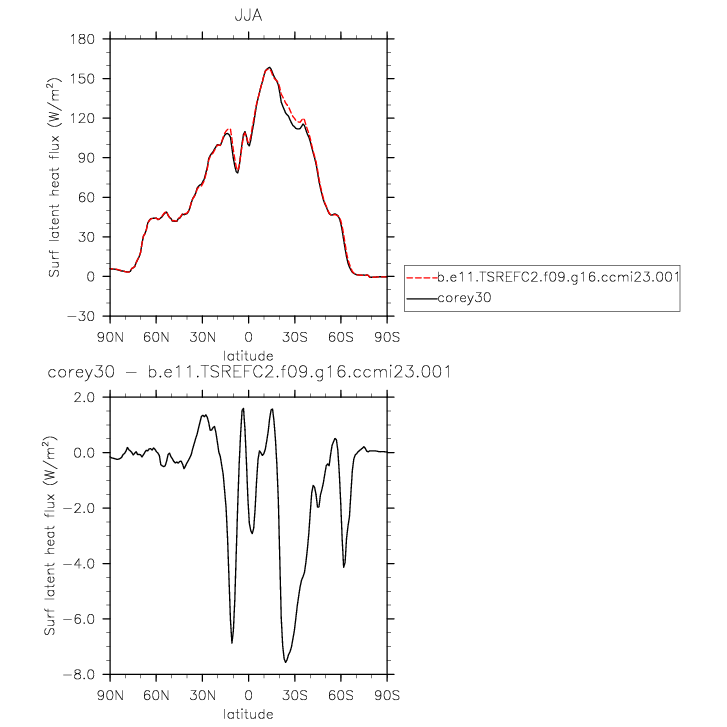 JJA
Surf latent heat flux (W/m²)
180
150
120
90
60
30
0
−30
90N 60N 30N 0 30S 60S 90S
latitude
b.e11.TSREFC2.f09.g16.ccmi23.001
corey30
corey30 − b.e11.TSREFC2.f09.g16.ccmi23.001
Surf latent heat flux (W/m²)
2.0
0.0
−2.0
−4.0
−6.0
−8.0
90N 60N 30N 0 30S 60S 90S
latitude